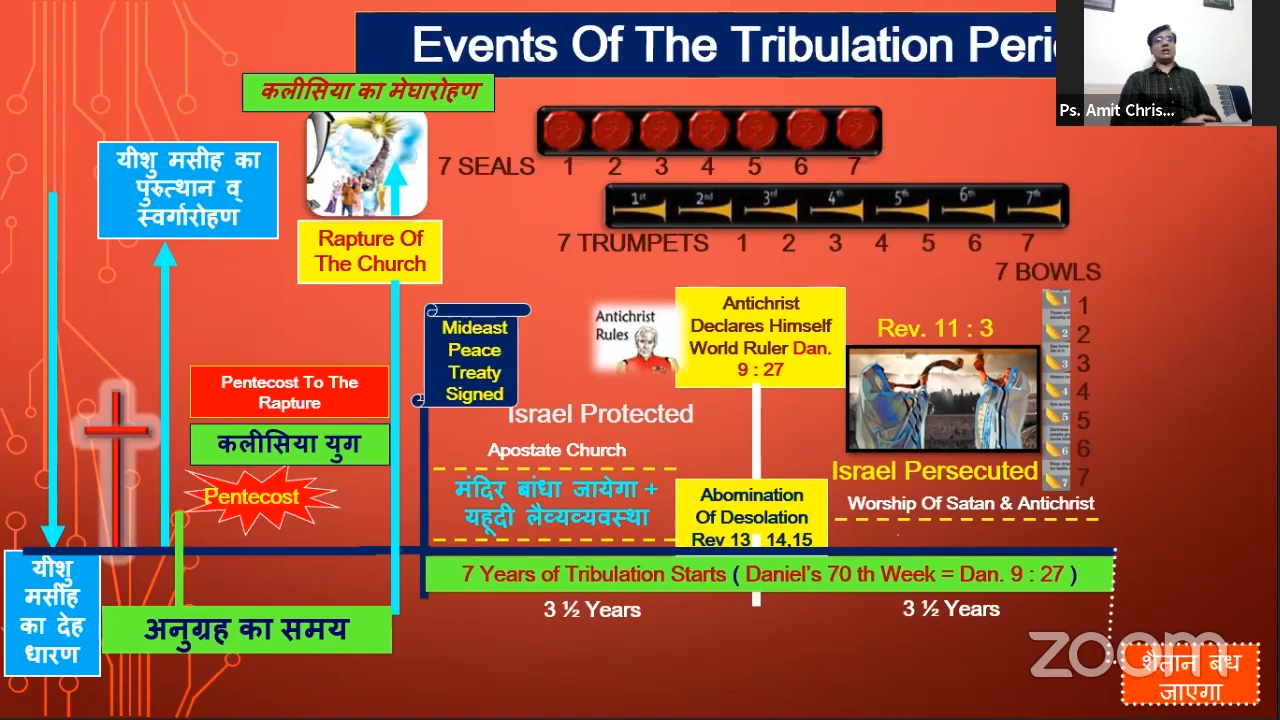 Events Of The Tribulation Peri
Ps. Amit Chris...
कलीसिया का मेघारोहण
यीशु मसीह का
पुरुत्थान व्
स्वर्गारोहण
7 SEALS 1 2 3 4 5 6 7
1st 2nd 3rd 4th 5th 6th 7th
7 TRUMPETS 1 2 3 4 5 6 7
Rapture Of
The Church
7 BOWLS
1
2
3
4
5
6
7
Mideast
Peace
Treaty
Signed
Antichrist
Rules
Antichrist
Declares Himself
World Ruler Dan.
9 : 27
Rev. 11 : 3
Pentecost To The
Rapture
कलीसिया युग
Pentecost
Israel Protected
Apostate Church
मंदिर बांधा जायेगा +
यहूदी लैव्यव्यवस्था
Abomination
Of Desolation
Rev 13 14,15
Israel Persecuted
Worship Of Satan & Antichrist
7 Years of Tribulation Starts ( Daniel's 70 th Week = Dan. 9 : 27 )
3 ½ Years
3 ½ Years
यीशु
मसीह
का देह
धारण
अनुग्रह का समय
zoom
शैतान बंध
जाएगा